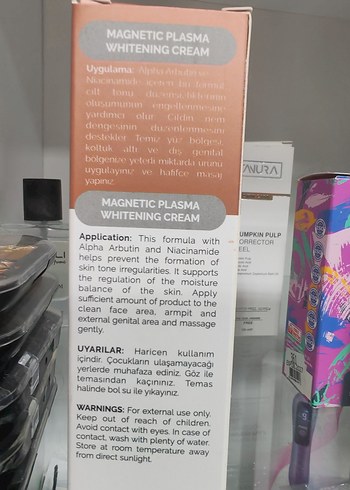 MAGNETIC PLASMA
WHITENING CREAM
Uygulama: Alpha Arbutin ve
Niacinamide içeren bu formül
cilt tonu düzensizliklerinin
oluşumunun engellenmesine
yardımcı olur. Cildin nem
dengesinin düzenlenmesini
destekler. Temiz yüz bölgesi,
koltuk altı ve dış genital
bölgenize yeterli miktarda ürünü
uygulayınız ve hafifçe masaj
yapınız.
MAGNETIC PLASMA
WHITENING CREAM
Application: This formula with
Alpha Arbutin and Niacinamide
helps prevent the formation of
skin tone irregularities. It supports
the regulation of the moisture
balance of the skin. Apply
sufficient amount of product to the
clean face area, armpit and
external genital area and massage
gently.
UYARILAR: Haricen kullanım
içindir. Çocukların ulaşamayacağı
yerlerde muhafaza ediniz. Göz ile
temasından kaçınınız. Temas
halinde bol su ile yıkayınız.
WARNINGS: For external use only.
Keep out of reach of children.
Avoid contact with eyes. In case of
contact, wash with plenty of water.
Store at room temperature away
from direct sunlight.
ANURA
UMPKIN PULP
ORRECTOR
EEL